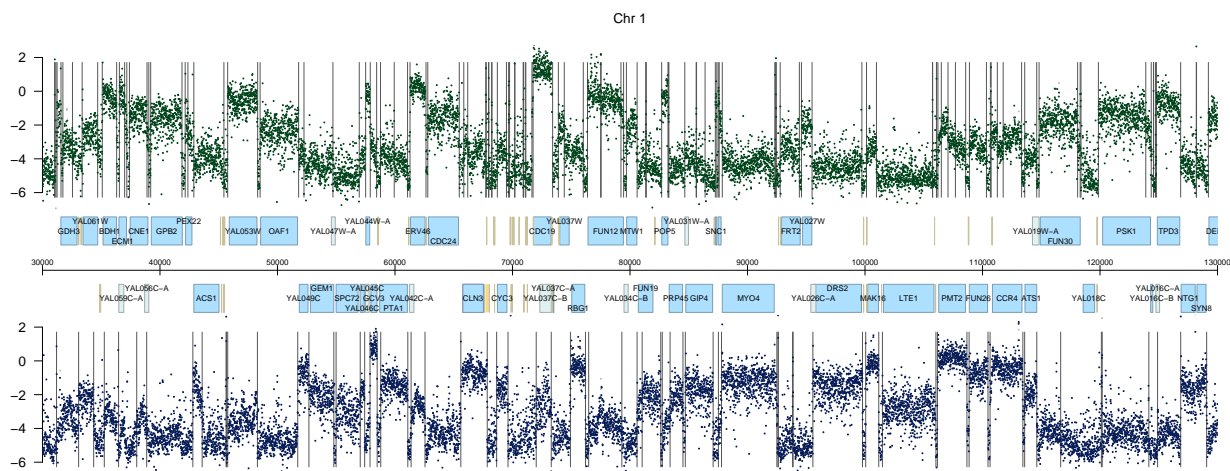 Chr 1
2
0
−2
−4
−6
YAL061W PEX22 YAL044W−A YAL037W YAL031W−A YAL027W
GDH3 BDH1 CNE1 GPB2 YAL053W OAF1 ERV46 CDC19 FUN12 MTW1 POP5 SNC1 FRT2 PSK1 TPD3
ECM1 YAL047W−A CDC24 YAL019W−A FUN30
30000 40000 50000 60000 70000 80000 90000 100000 110000 120000 130000
YAL056C−A GEM1 YAL045C YAL037C−A FUN19 DRS2 YAL016C−A
YAL059C−A ACS1 YAL049C SPC72 GCV3 YAL042C−A CLN3 CYC3 YAL037C−B YAL034C−B PRP45 GIP4 MYO4 YAL026C−A MAK16 LTE1 PMT2 FUN26 CCR4 ATS1 YAL018C YAL016C−B NTG1
YAL046C PTA1 RBG1 SYN8
2
0
−2
−4
−6